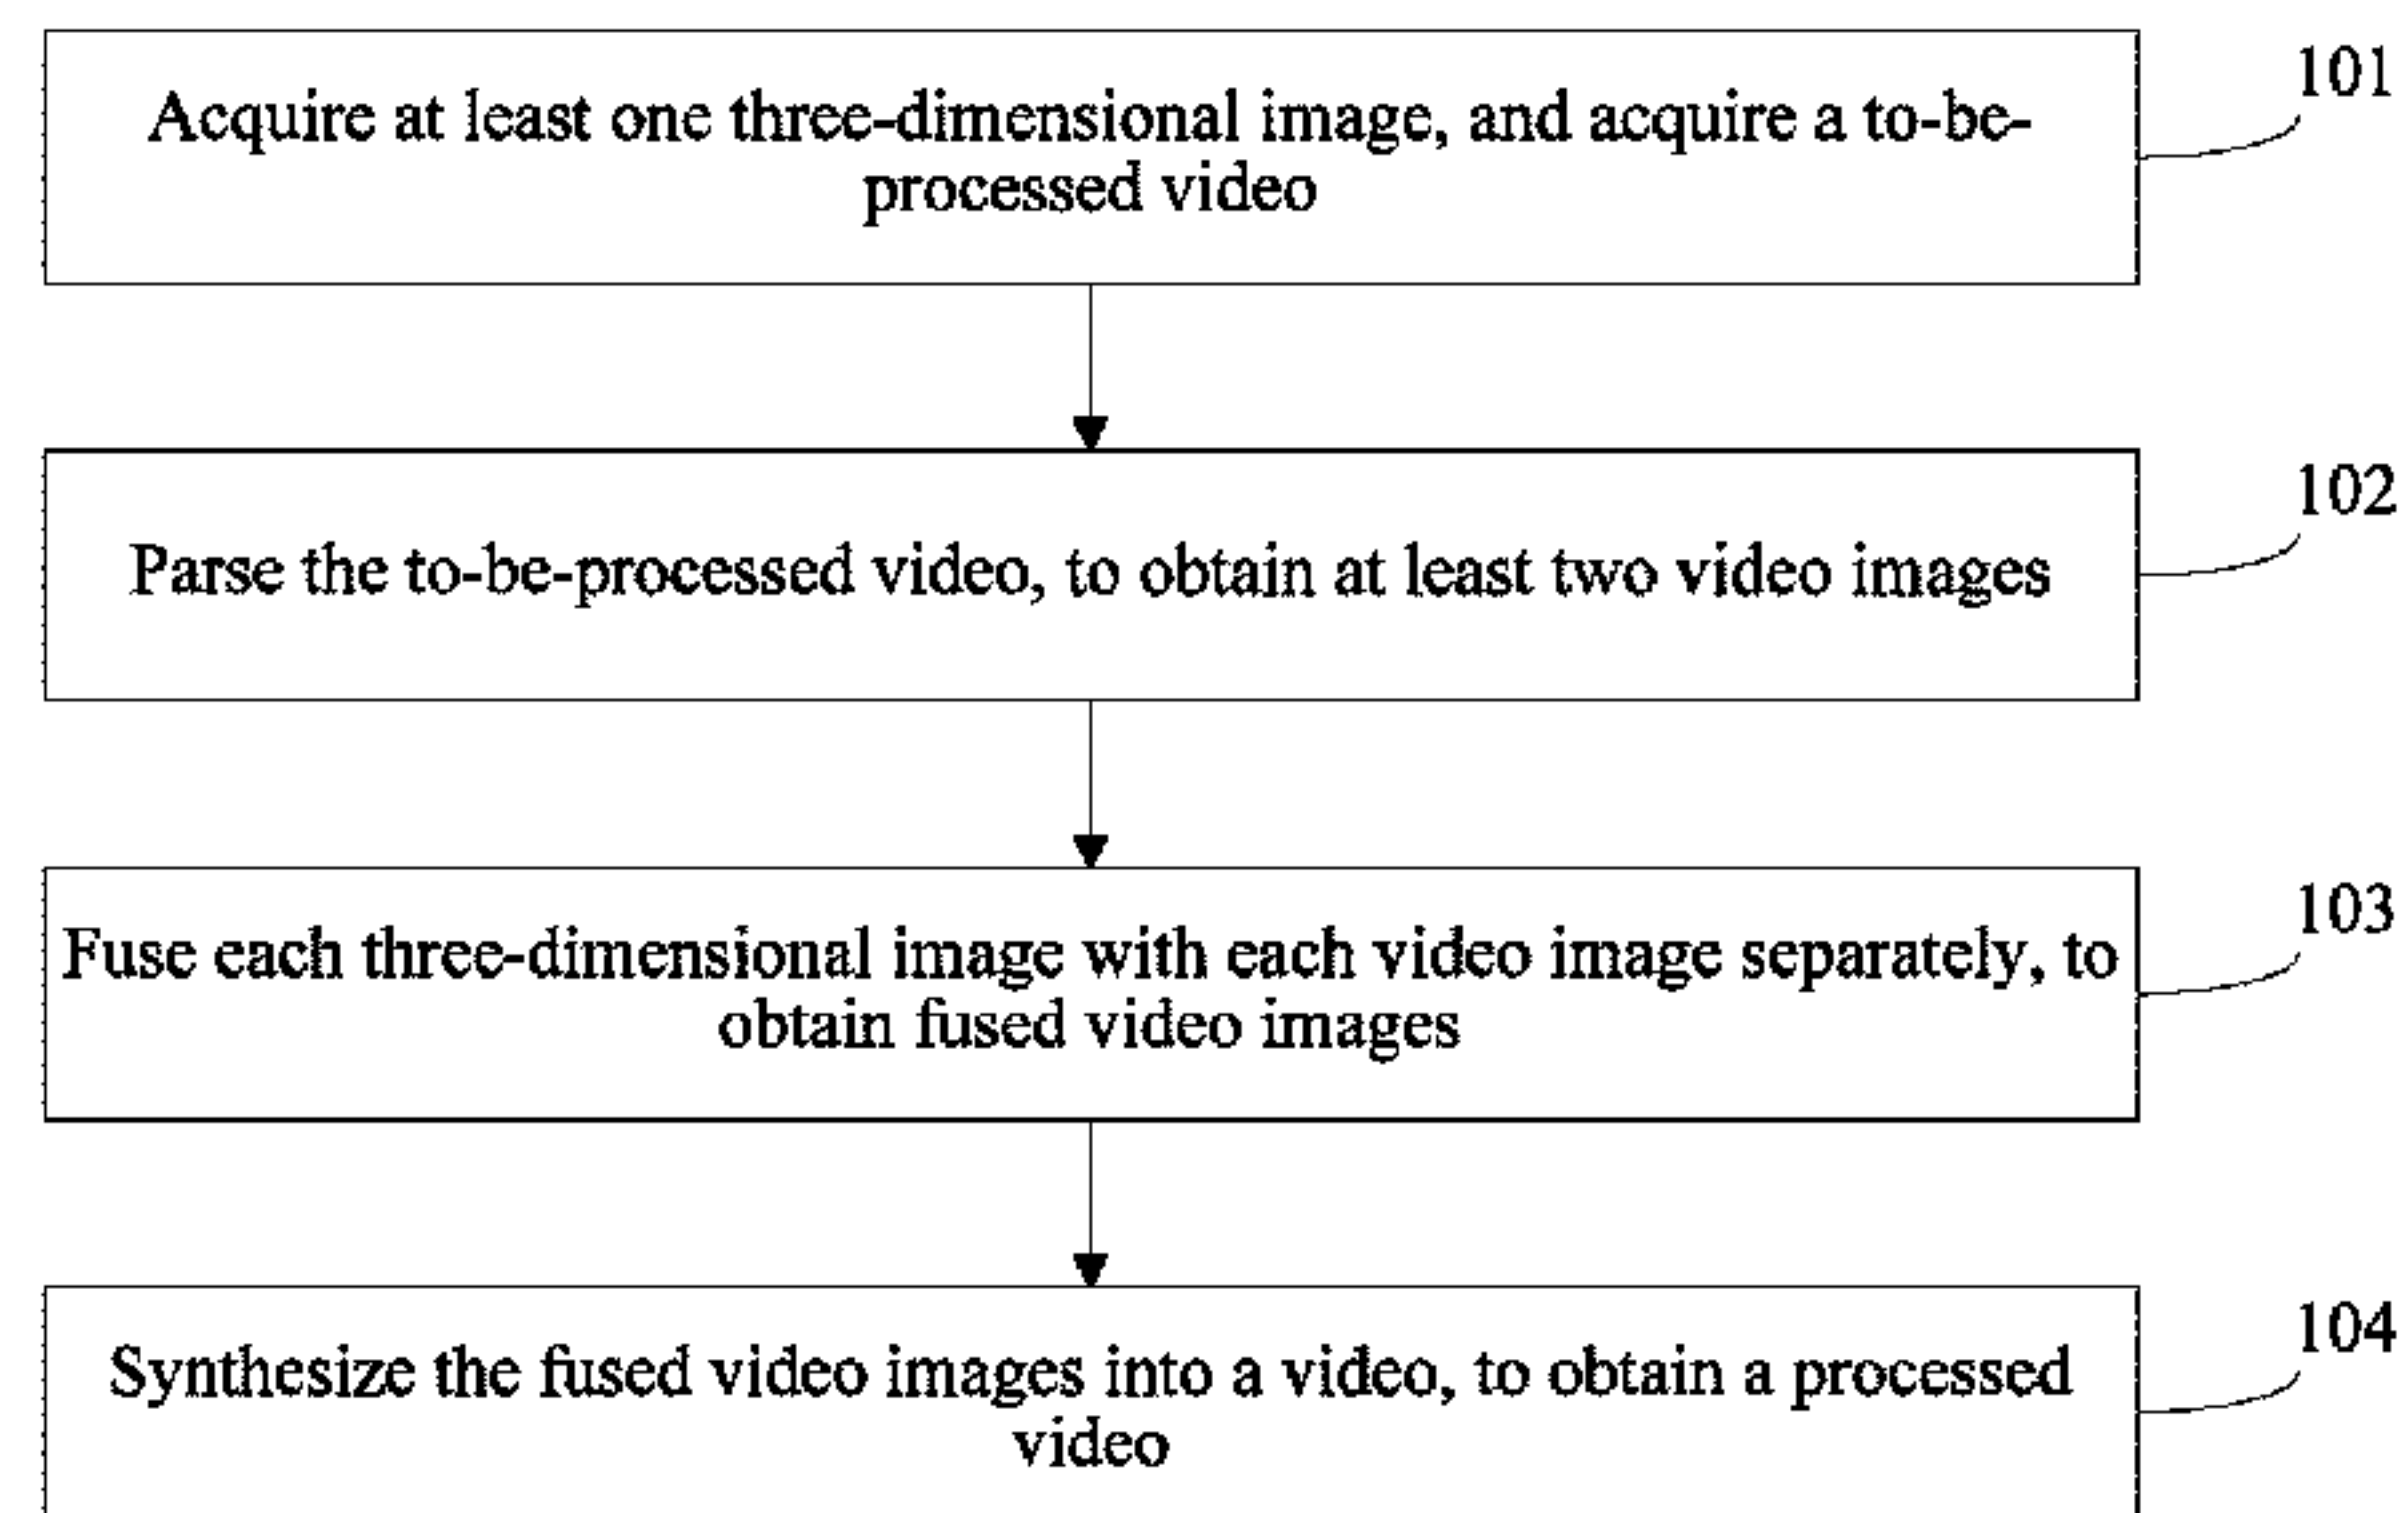 Acquire at least one three-dimensional image, and acquire a to-be-
processed video
101
Parse the to-be-processed video, to obtain at least two video images
102
Fuse each three-dimensional image with each video image separately, to
obtain fused video images
103
Synthesize the fused video images into a video, to obtain a processed
video
104